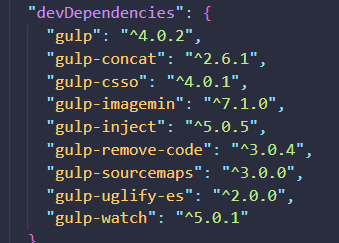 "devDependencies": {
"gulp": "^4.0.2",
"gulp-concat": "^2.6.1",
"gulp-csso": "^4.0.1",
"gulp-imagemin": "^7.1.0",
"gulp-inject": "^5.0.5",
"gulp-remove-code": "^3.0.4",
"gulp-sourcemaps": "^3.0.0",
"gulp-uglify-es": "^2.0.0",
"gulp-watch": "^5.0.1"
}